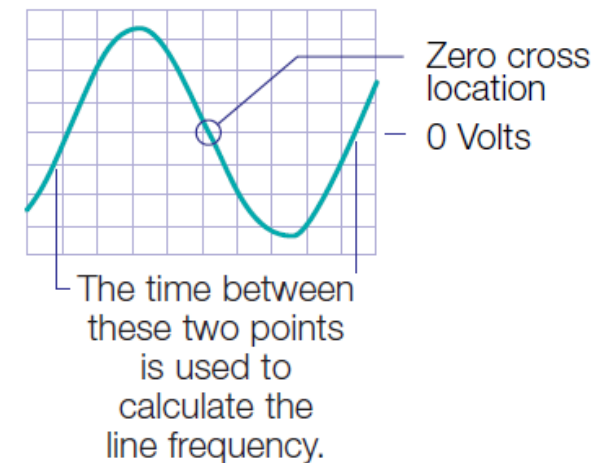 Zero cross
location
0 Volts
The time between
these two points
is used to
calculate the
line frequency.